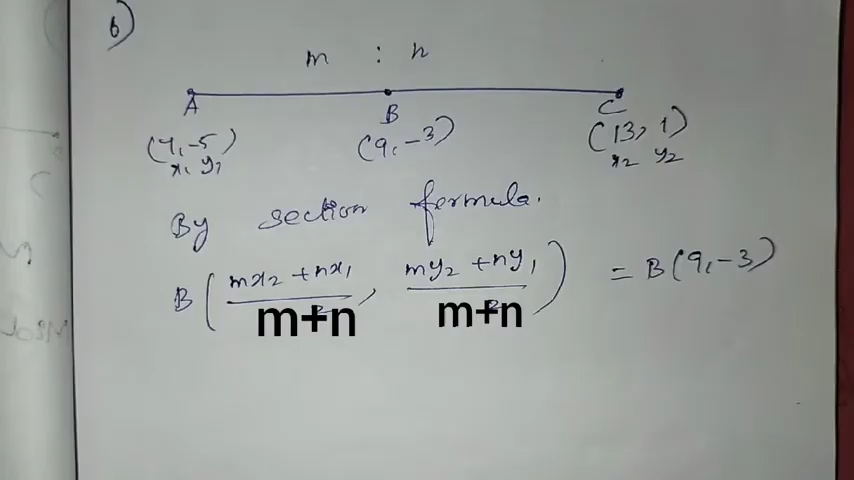 6)
m : n
A B C
(7, -5) (9, -3) (13, 1)
x1 y1 x2 y2
By section formula.
B( mx2 + nx1 / m+n , my2 + ny1 / m+n ) = B(9, -3)